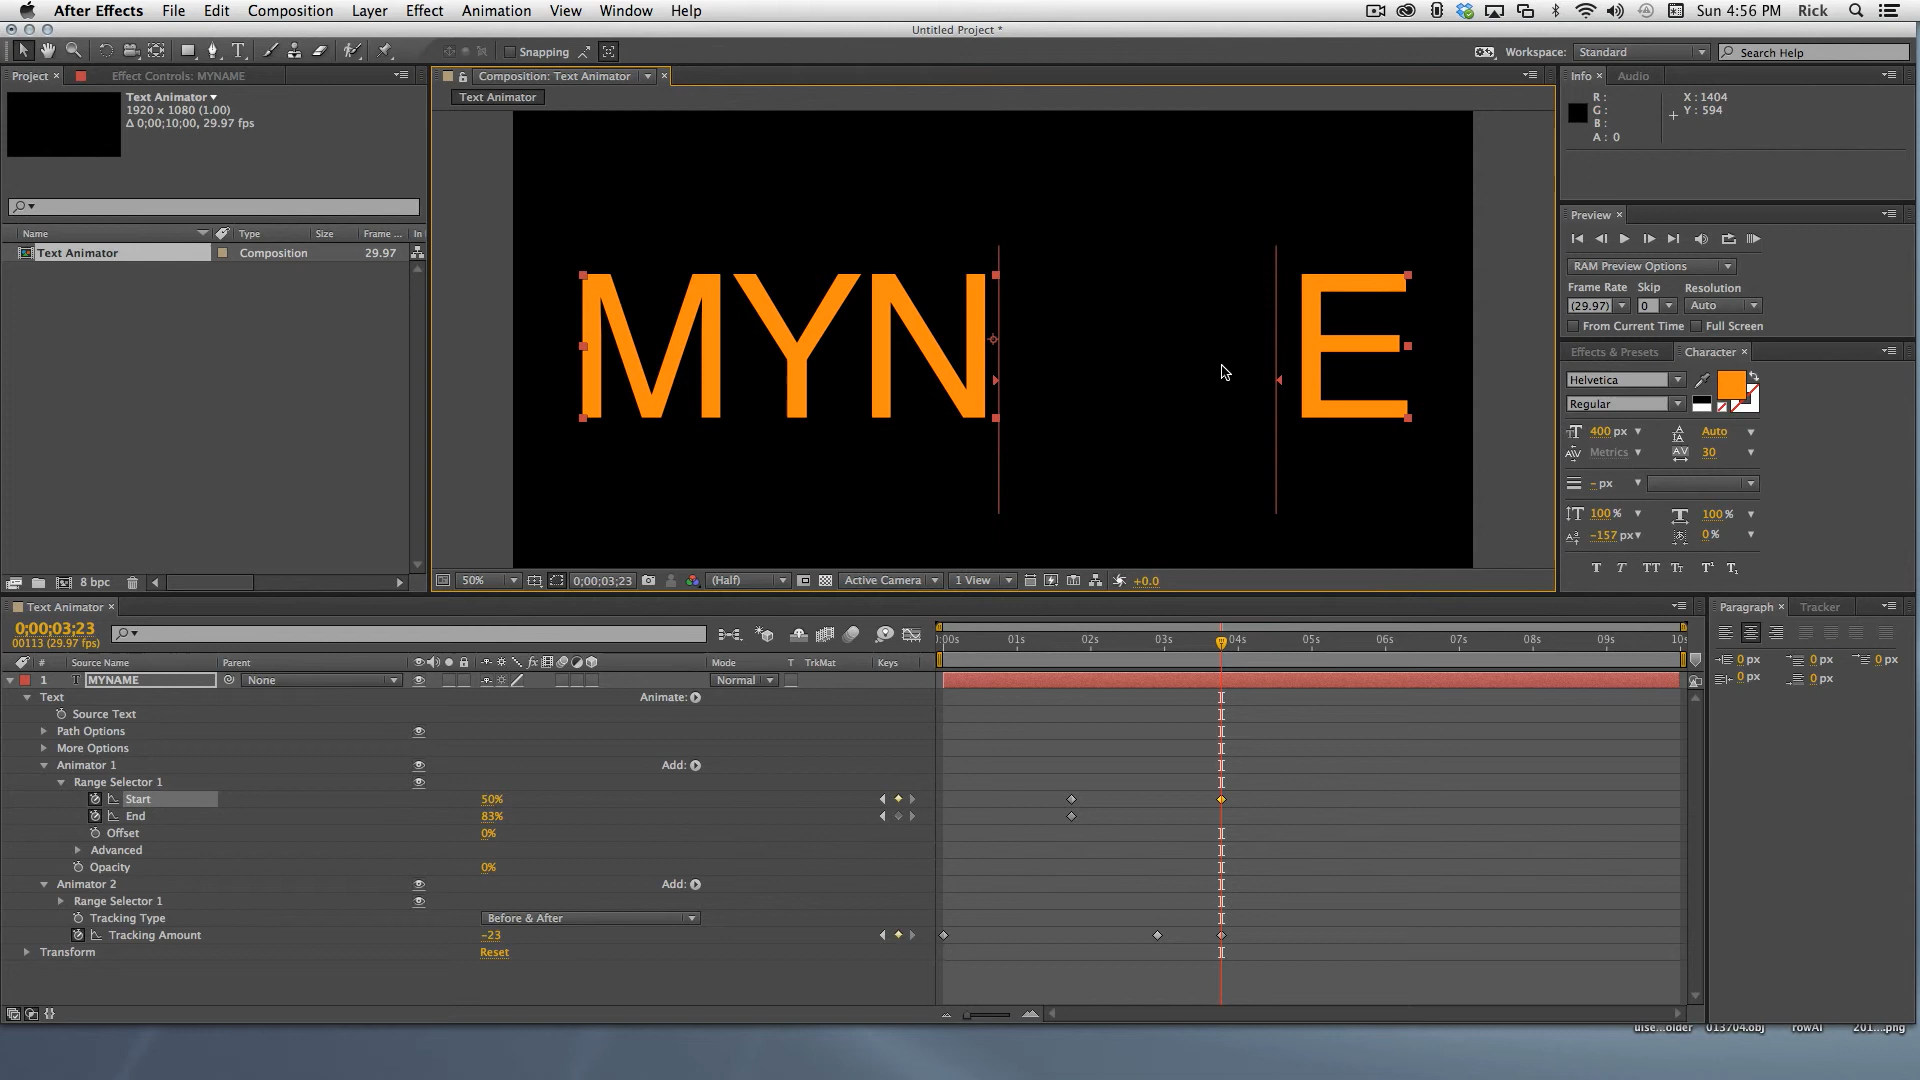 After Effects File Edit Composition Layer Effect Animation View Window Help Sun 4:56 PM Rick
Untitled Project *
Snapping Workspace: Standard Search Help
Project × Effect Controls: MYNAME
Composition: Text Animator
Info × Audio
Text Animator
1920 x 1080 (1.00)
Δ 0;00;10;00, 29.97 fps
Text Animator
R :
G :
B :
A : 0
X : 1404
Y : 594
Name Type Size Frame ... In
Text Animator Composition 29.97
MYN E
Preview ×
RAM Preview Options
Frame Rate Skip Resolution
(29.97) 0 Auto
From Current Time Full Screen
Effects & Presets Character ×
Helvetica
Regular
400 px Auto
Metrics 30
- px
100 % 100 %
-157 px 0 %
T T TT Tт T¹ T₁
8 bpc
50% 0;00;03;23 (Half) Active Camera 1 View +0.0
Text Animator ×
0;00;03;23
00113 (29.97 fps)
:00s 01s 02s 03s 04s 05s 06s 07s 08s 09s 10s
# Source Name Parent fx Mode T TrkMat Keys
1 T MYNAME None Normal
Text Animate:
Source Text
Path Options
More Options
Animator 1 Add:
Range Selector 1
Start 50%
End 83%
Offset 0%
Advanced
Opacity 0%
Animator 2 Add:
Range Selector 1
Tracking Type Before & After
Tracking Amount -23
Transform Reset
Paragraph × Tracker
0 px 0 px 0 px
0 px 0 px
uise...older 013704.obj rowAI 201....png